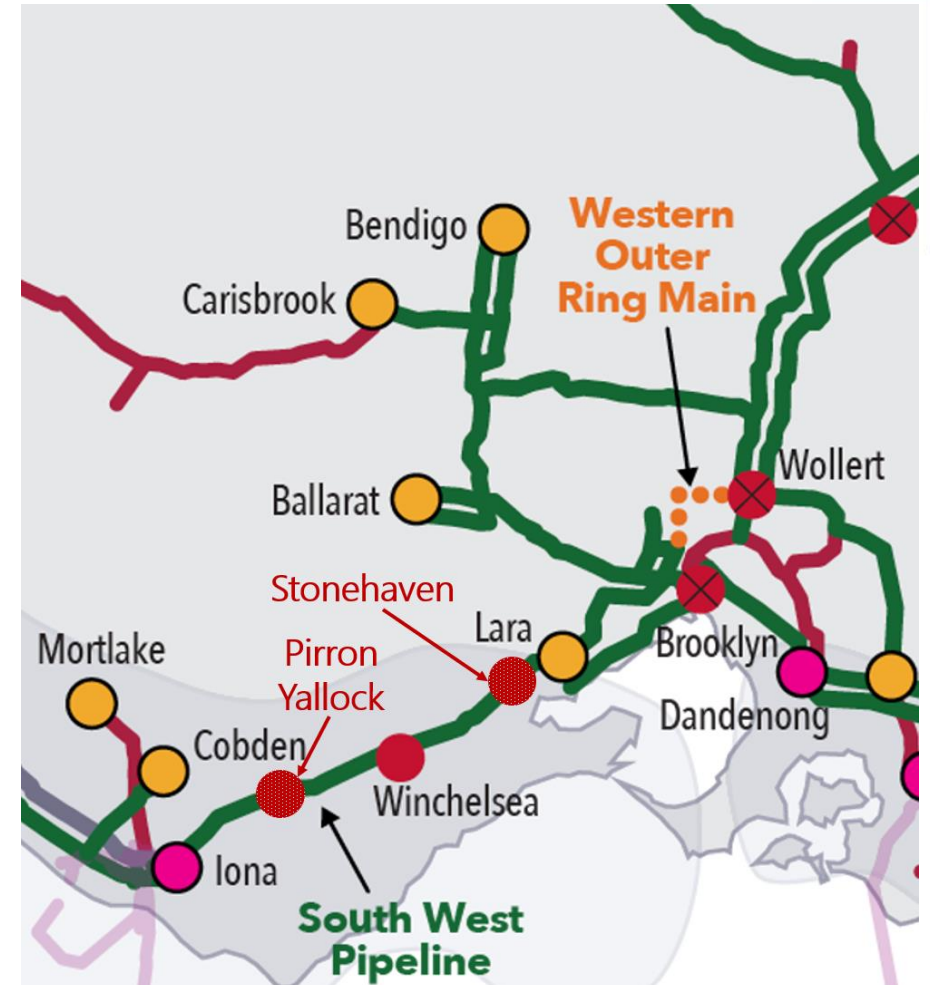 Bendigo
Western
Outer
Ring Main
Carisbrook
Wollert
Ballarat
Stonehaven
Lara
Brooklyn
Pirron
Yallock
Mortlake
Dandenong
Cobden
Winchelsea
Iona
South West
Pipeline